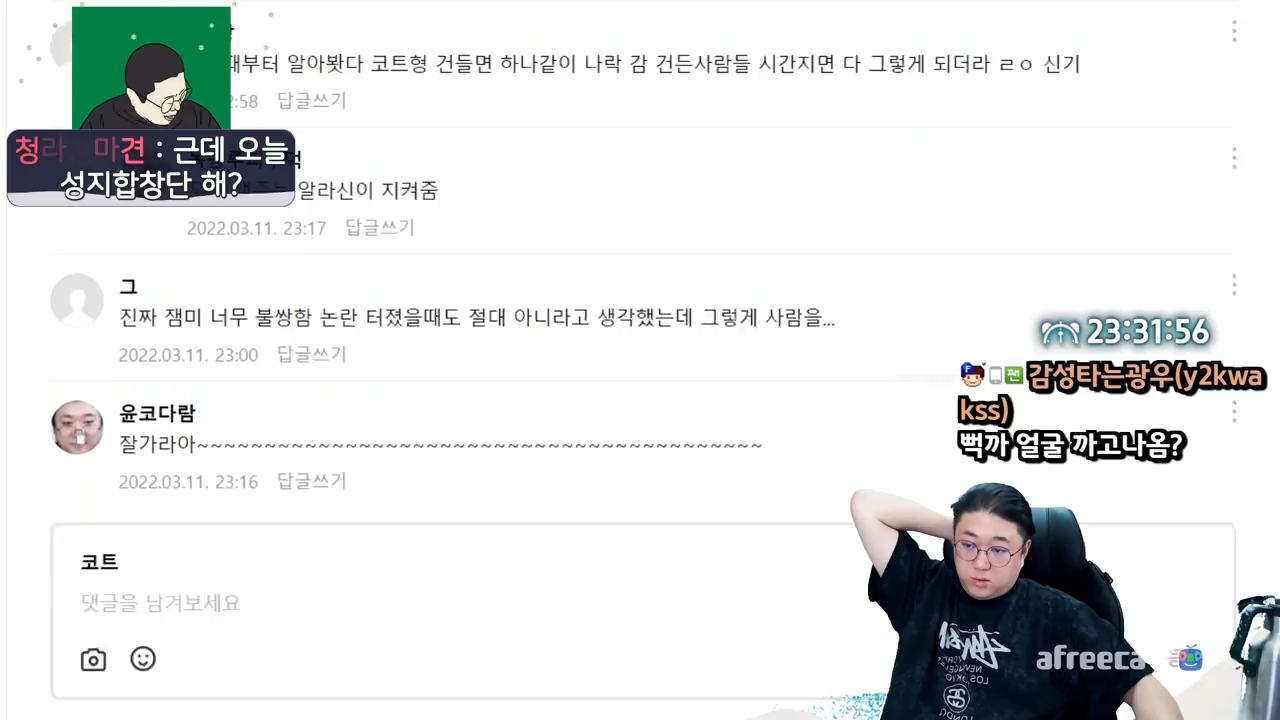 때부터 알아봣다 코트형 건들면 하나같이 나락 감 건든사람들 시간지면 다 그렇게 되더라 ㄹㅇ 신기
2:58 답글쓰기
청라 마견 : 근데 오늘
성지합창단 해?
알라신이 지켜줌
2022.03.11. 23:17 답글쓰기
그
진짜 잼미 너무 불쌍함 논란 터졌을때도 절대 아니라고 생각했는데 그렇게 사람을...
2022.03.11. 23:00 답글쓰기
23:31:56
F 팬 감성타는광우(y2kwa
kss)
뻑까 얼굴 까고나옴?
윤코다람
잘가라아~~~~~~~~~~~~~~~~~~~~~~~~~~~~~~~~~~~~~~~~~~
2022.03.11. 23:16 답글쓰기
코트
댓글을 남겨보세요
afreeca